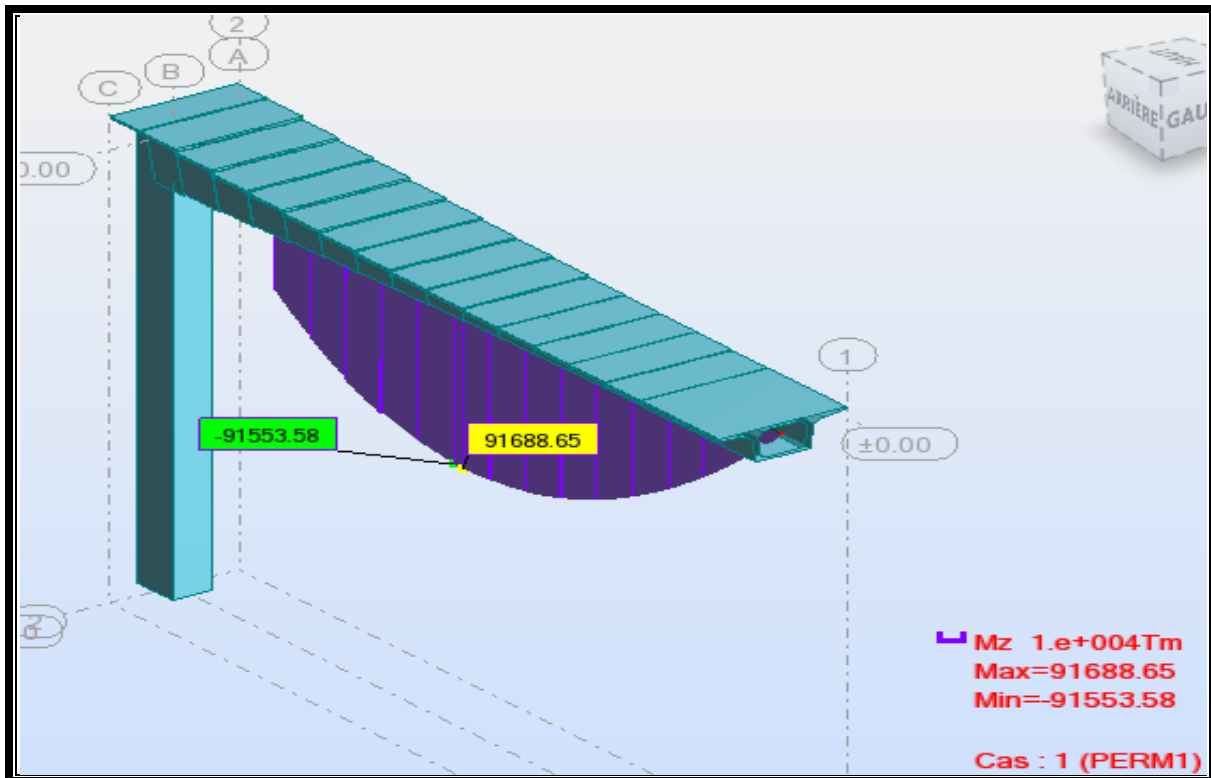 2
A
B
C
ARRIÈRE
GAU
0.00
1
±0.00
-91553.58
91688.65
Mz 1.e+004Tm
Max=91688.65
Min=-91553.58
Cas : 1 (PERM1)